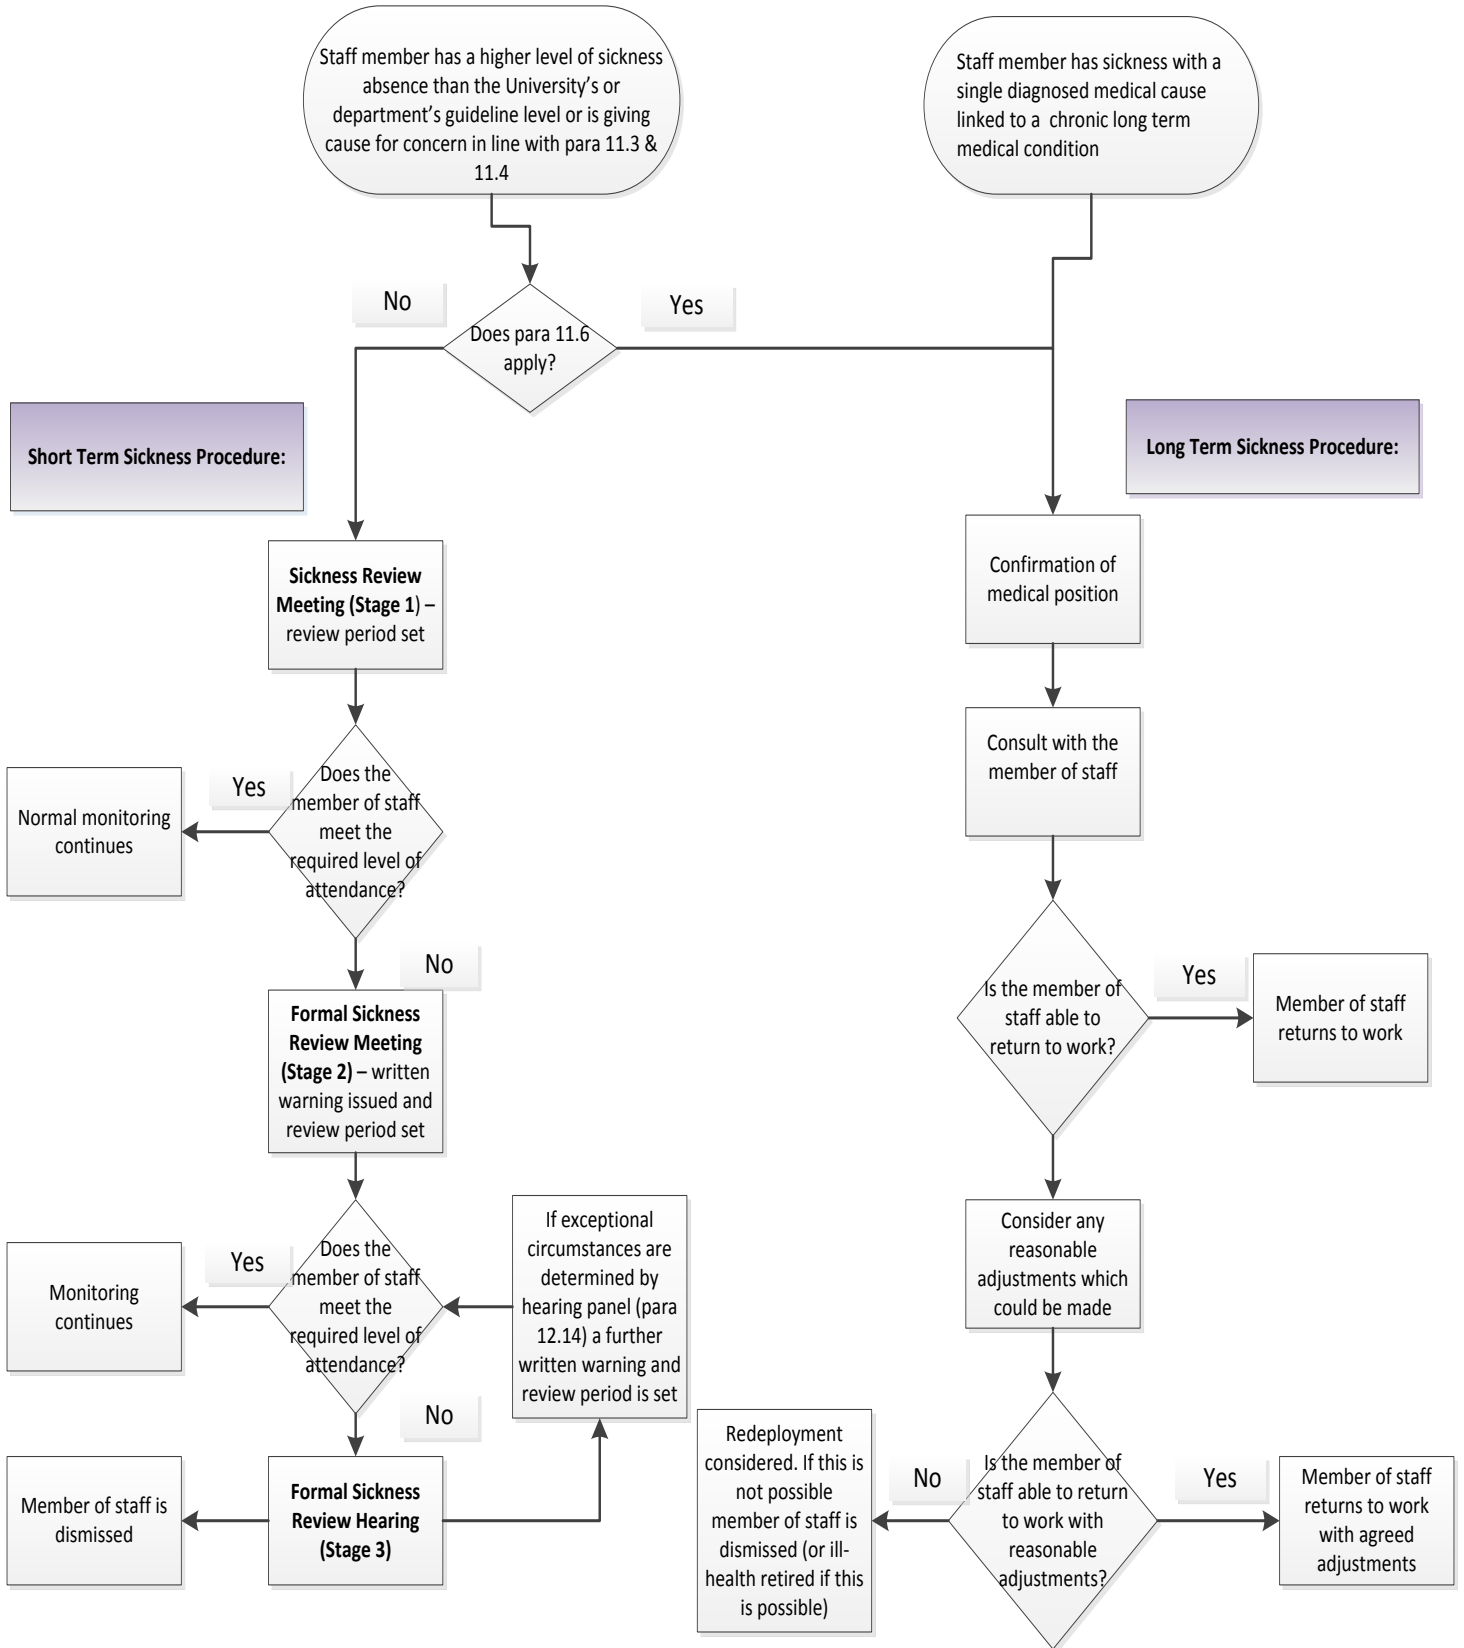 Staff member has a higher level of sickness
absence than the University's or
department's guideline level or is giving
cause for concern in line with para 11.3 &
11.4
Staff member has sickness with a
single diagnosed medical cause
linked to a chronic long term
medical condition
No
Yes
Does para 11.6
apply?
Short Term Sickness Procedure:
Long Term Sickness Procedure:
Sickness Review
Meeting (Stage 1) –
review period set
Does the
member of staff
meet the
required level of
attendance?
Yes
Normal monitoring
continues
No
Formal Sickness
Review Meeting
(Stage 2) – written
warning issued and
review period set
Does the
member of staff
meet the
required level of
attendance?
Yes
Monitoring
continues
If exceptional
circumstances are
determined by
hearing panel (para
12.14) a further
written warning and
review period is set
No
Formal Sickness
Review Hearing
(Stage 3)
Member of staff is
dismissed
Confirmation of
medical position
Consult with the
member of staff
Is the member of
staff able to
return to work?
Yes
Member of staff
returns to work
Consider any
reasonable
adjustments which
could be made
Is the member of
staff able to return
to work with
reasonable
adjustments?
No
Redeployment
considered. If this is
not possible
member of staff is
dismissed (or ill-
health retired if this
is possible)
Yes
Member of staff
returns to work
with agreed
adjustments